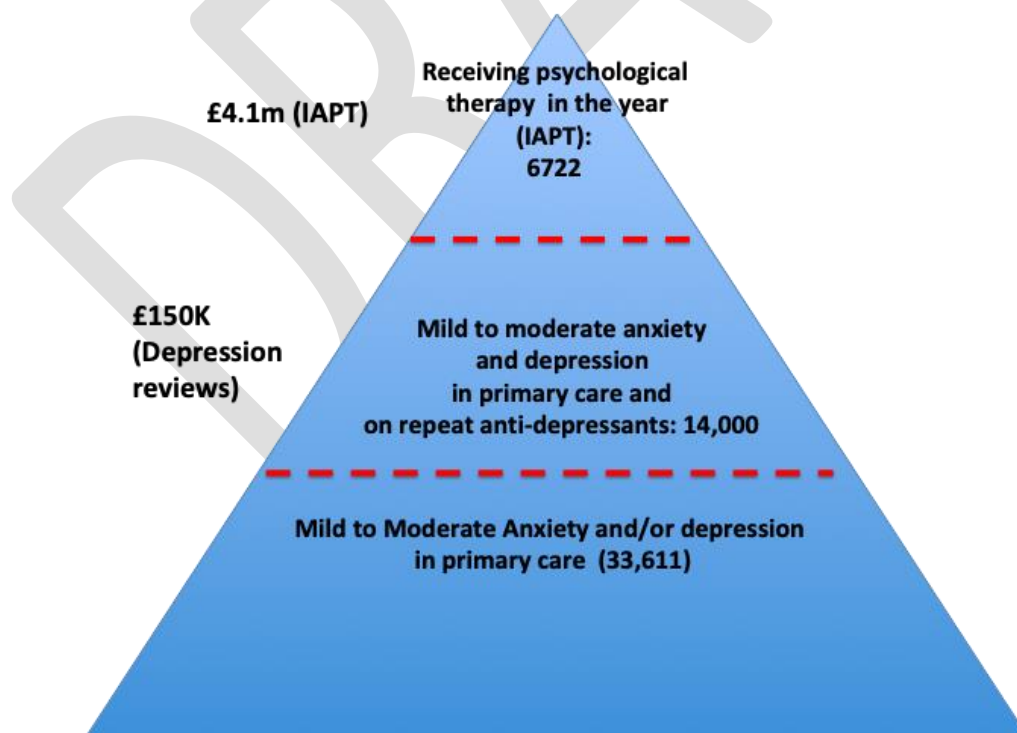 Receiving psychological
therapy in the year
(IAPT):
6722
£4.1m (IAPT)
£150K
(Depression
reviews)
Mild to moderate anxiety
and depression
in primary care and
on repeat anti-depressants: 14,000
Mild to Moderate Anxiety and/or depression
in primary care (33,611)